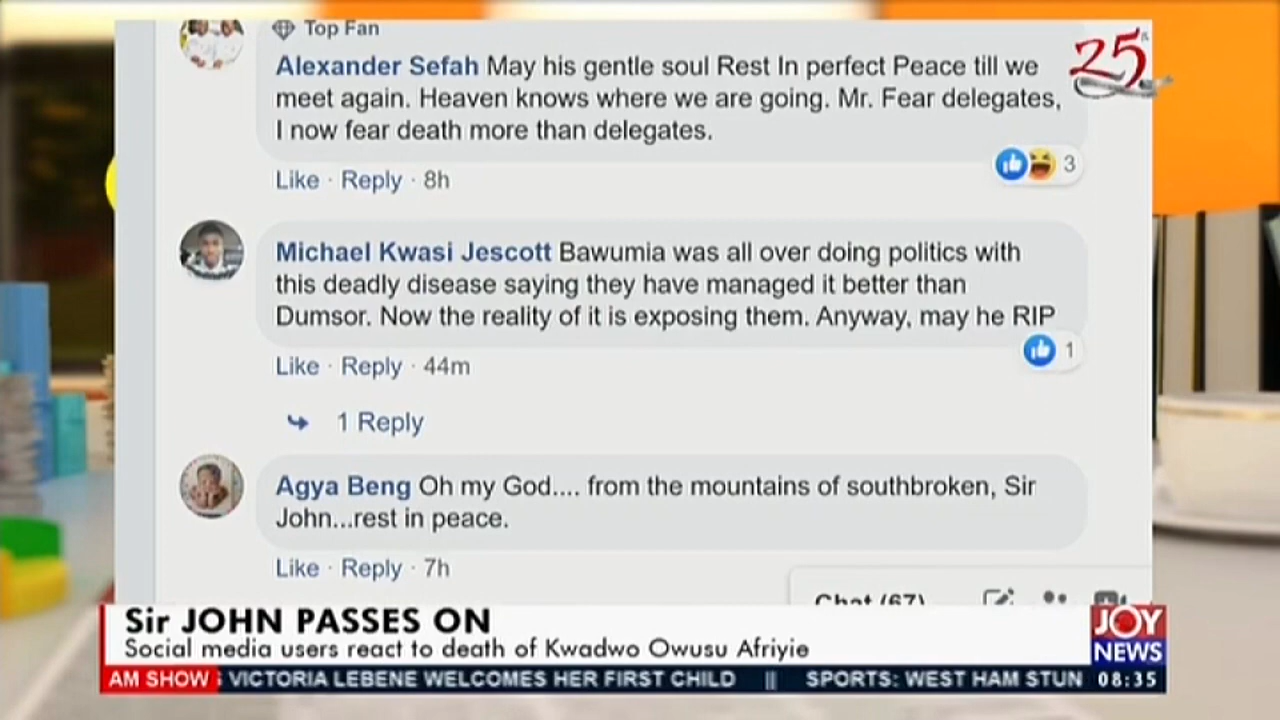 Top Fan
Alexander Sefah May his gentle soul Rest In perfect Peace till we
meet again. Heaven knows where we are going. Mr. Fear delegates,
I now fear death more than delegates.
3
Like · Reply · 8h
Michael Kwasi Jescott Bawumia was all over doing politics with
this deadly disease saying they have managed it better than
Dumsor. Now the reality of it is exposing them. Anyway, may he RIP
1
Like · Reply · 44m
1 Reply
Agya Beng Oh my God.... from the mountains of southbroken, Sir
John...rest in peace.
Like · Reply · 7h
Chat (67)
25
Sir JOHN PASSES ON
Social media users react to death of Kwadwo Owusu Afriyie
JOY
NEWS
AM SHOW VICTORIA LEBENE WELCOMES HER FIRST CHILD || SPORTS: WEST HAM STUN 08:35